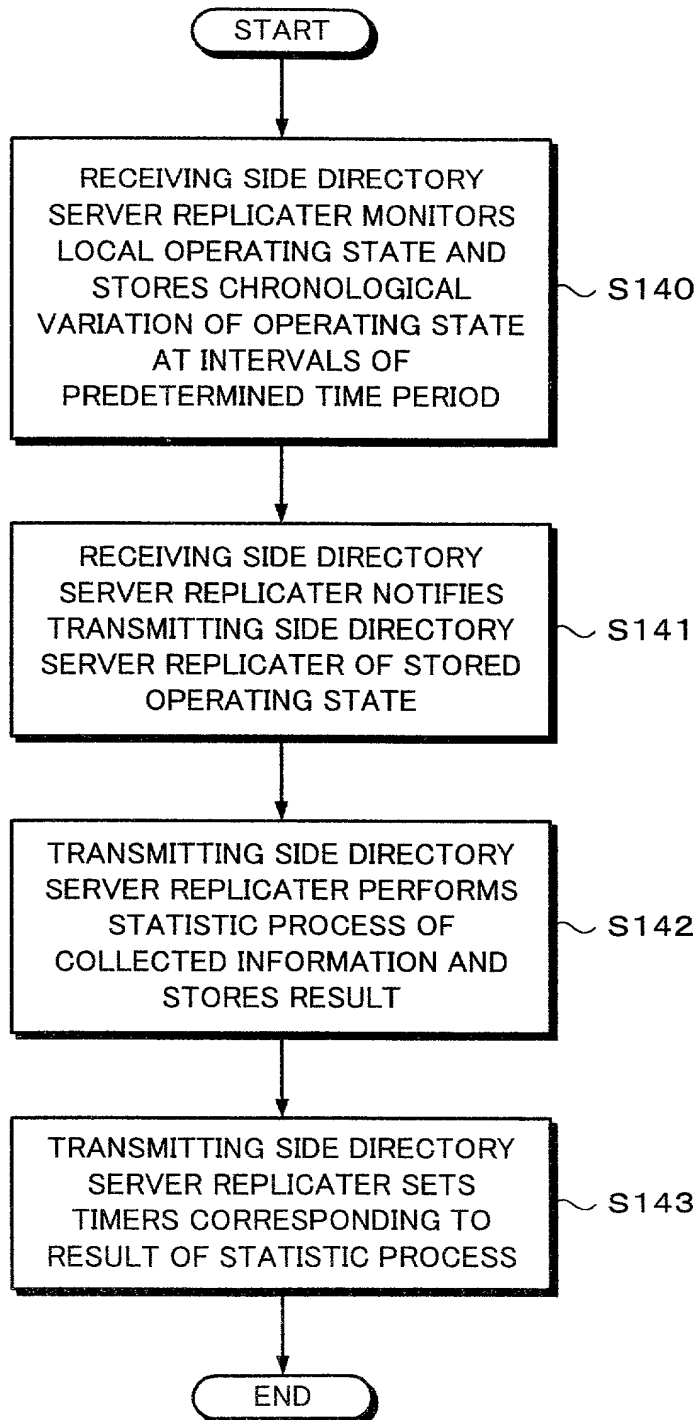 START
RECEIVING SIDE DIRECTORY
SERVER REPLICATER MONITORS
LOCAL OPERATING STATE AND
STORES CHRONOLOGICAL
VARIATION OF OPERATING STATE
AT INTERVALS OF
PREDETERMINED TIME PERIOD
S140
RECEIVING SIDE DIRECTORY
SERVER REPLICATER NOTIFIES
TRANSMITTING SIDE DIRECTORY
SERVER REPLICATER OF STORED
OPERATING STATE
S141
TRANSMITTING SIDE DIRECTORY
SERVER REPLICATER PERFORMS
STATISTIC PROCESS OF
COLLECTED INFORMATION AND
STORES RESULT
S142
TRANSMITTING SIDE DIRECTORY
SERVER REPLICATER SETS
TIMERS CORRESPONDING TO
RESULT OF STATISTIC PROCESS
S143
END